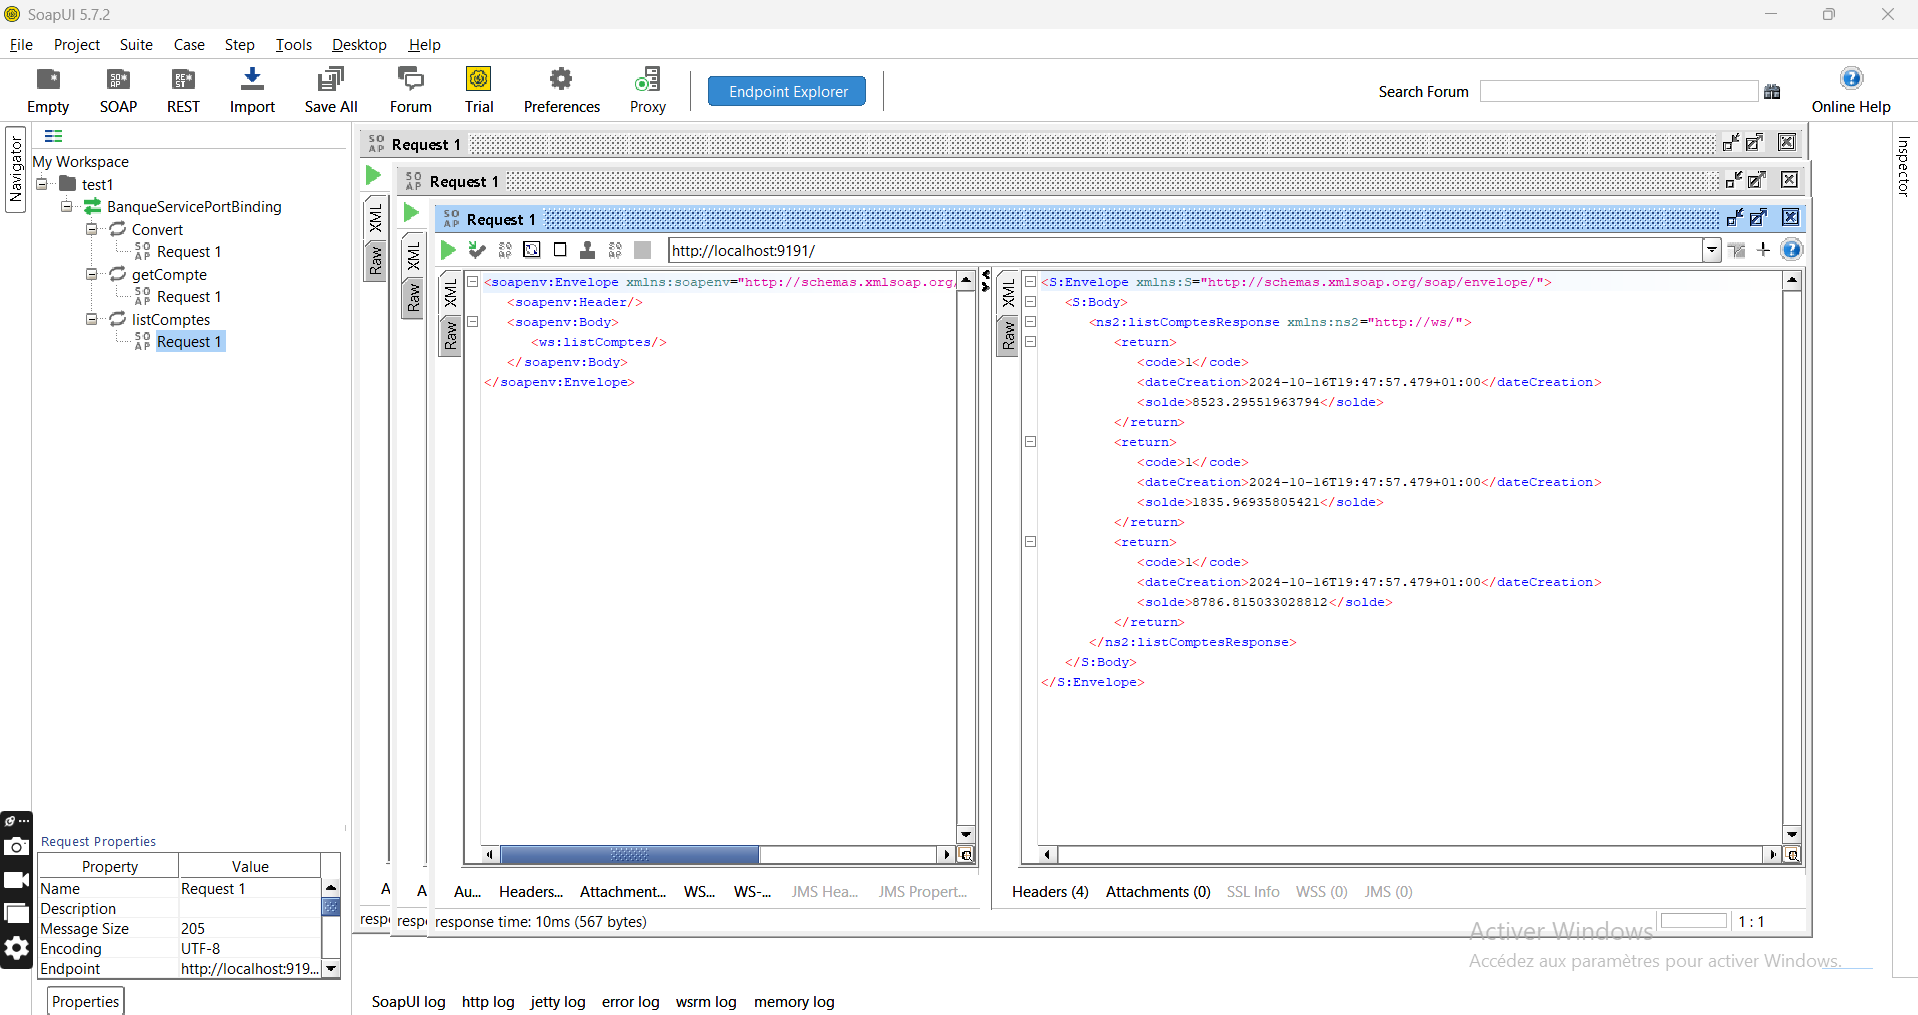 SoapUI 5.7.2
File Project Suite Case Step Tools Desktop Help
Empty SOAP REST Import Save All Forum Trial Preferences Proxy Endpoint Explorer Search Forum Online Help
Navigator
Inspector
My Workspace
test1
BanqueServicePortBinding
Convert
Request 1
getCompte
Request 1
listComptes
Request 1
Request 1
XML
Raw
Request 1
XML
Raw
Request 1
http://localhost:9191/
XML
Raw
<soapenv:Envelope xmlns:soapenv="http://schemas.xmlsoap.org/
<soapenv:Header/>
<soapenv:Body>
<ws:listComptes/>
</soapenv:Body>
</soapenv:Envelope>
XML
Raw
<S:Envelope xmlns:S="http://schemas.xmlsoap.org/soap/envelope/">
<S:Body>
<ns2:listComptesResponse xmlns:ns2="http://ws/">
<return>
<code>1</code>
<dateCreation>2024-10-16T19:47:57.479+01:00</dateCreation>
<solde>8523.29551963794</solde>
</return>
<return>
<code>1</code>
<dateCreation>2024-10-16T19:47:57.479+01:00</dateCreation>
<solde>1835.96935805421</solde>
</return>
<return>
<code>1</code>
<dateCreation>2024-10-16T19:47:57.479+01:00</dateCreation>
<solde>8786.815033028812</solde>
</return>
</ns2:listComptesResponse>
</S:Body>
</S:Envelope>
A A Au... Headers... Attachment... WS... WS-... JMS Hea... JMS Propert...
Headers (4) Attachments (0) SSL Info WSS (0) JMS (0)
resp resp response time: 10ms (567 bytes)
1 : 1
Request Properties
Property Value
Name Request 1
Description
Message Size 205
Encoding UTF-8
Endpoint http://localhost:919...
Properties
Activer Windows
Accédez aux paramètres pour activer Windows.
SoapUI log http log jetty log error log wsrm log memory log